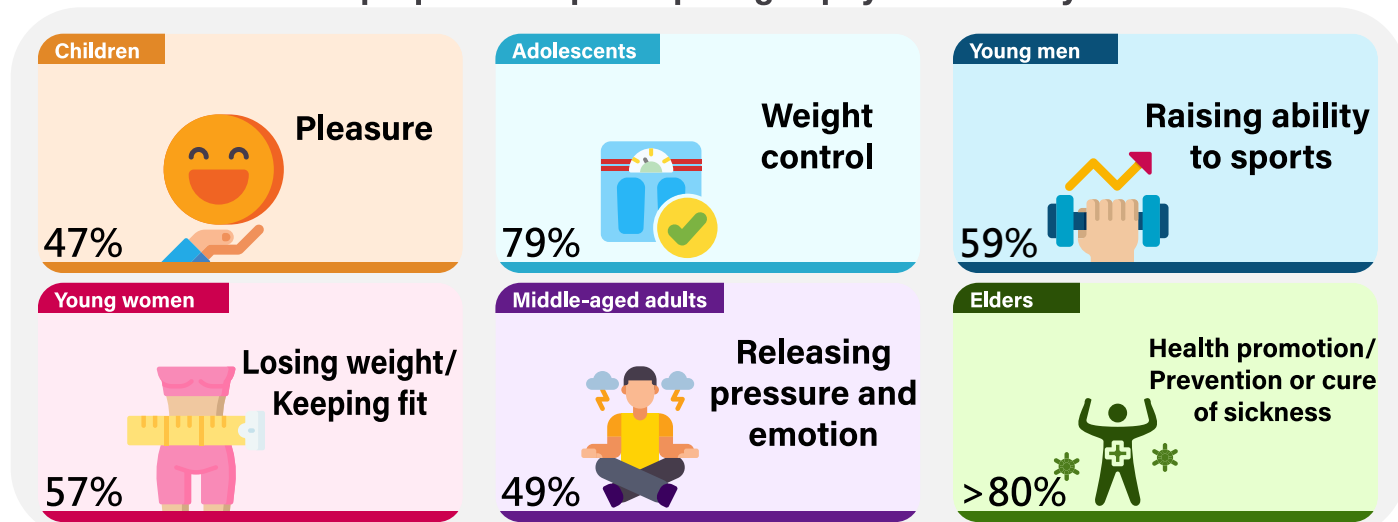 Children
Pleasure
47%
Adolescents
Weight
control
79%
Young men
Raising ability
to sports
59%
Young women
Losing weight/
Keeping fit
57%
Middle-aged adults
Releasing
pressure and
emotion
49%
Elders
Health promotion/
Prevention or cure
of sickness
>80%